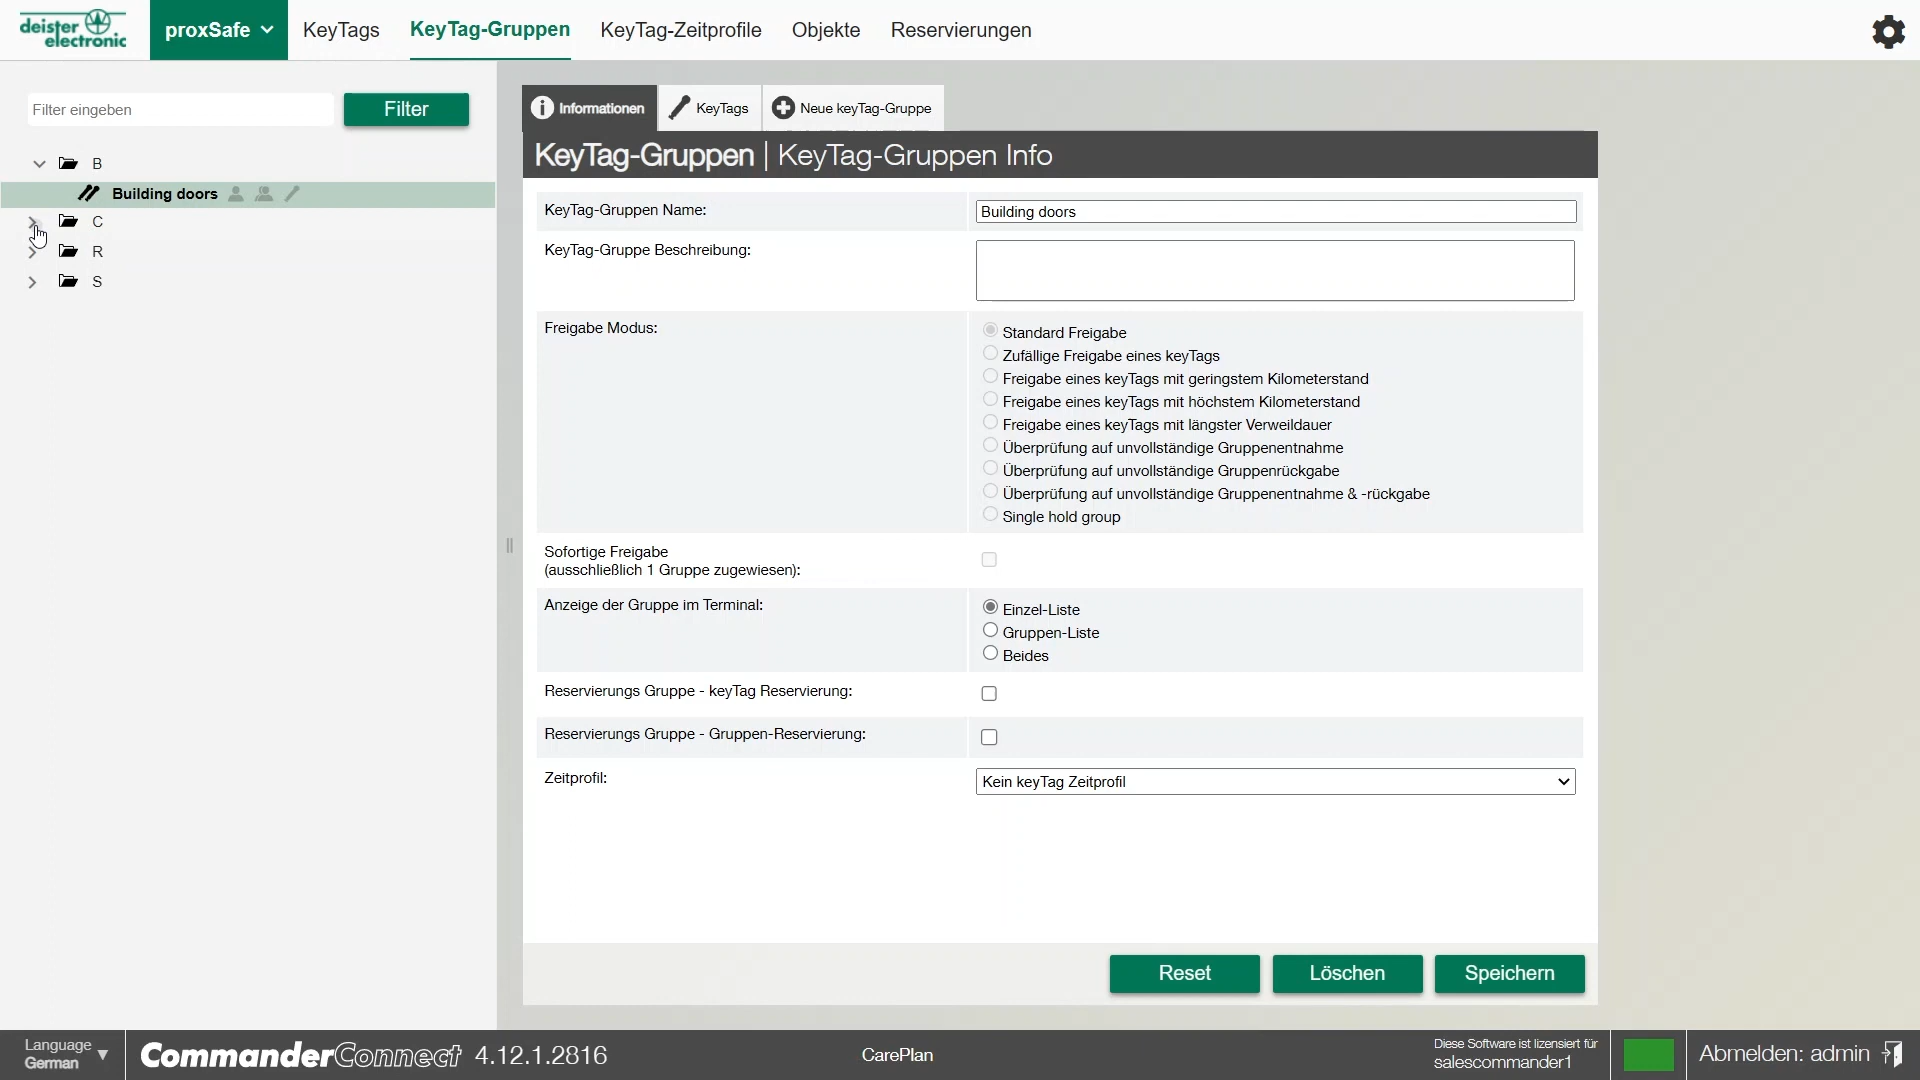 deister
electronic
proxSafe
KeyTags
KeyTag-Gruppen
KeyTag-Zeitprofile
Objekte
Reservierungen
Filter eingeben
Filter
B
Building doors
C
R
S
Informationen
KeyTags
Neue keyTag-Gruppe
KeyTag-Gruppen | KeyTag-Gruppen Info
KeyTag-Gruppen Name:
Building doors
KeyTag-Gruppe Beschreibung:
Freigabe Modus:
Standard Freigabe
Zufällige Freigabe eines keyTags
Freigabe eines keyTags mit geringstem Kilometerstand
Freigabe eines keyTags mit höchstem Kilometerstand
Freigabe eines keyTags mit längster Verweildauer
Überprüfung auf unvollständige Gruppenentnahme
Überprüfung auf unvollständige Gruppenrückgabe
Überprüfung auf unvollständige Gruppenentnahme & -rückgabe
Single hold group
Sofortige Freigabe
(ausschließlich 1 Gruppe zugewiesen):
Anzeige der Gruppe im Terminal:
Einzel-Liste
Gruppen-Liste
Beides
Reservierungs Gruppe - keyTag Reservierung:
Reservierungs Gruppe - Gruppen-Reservierung:
Zeitprofil:
Kein keyTag Zeitprofil
Reset
Löschen
Speichern
Language
German
CommanderConnect 4.12.1.2816
CarePlan
Diese Software ist lizensiert für
salescommander1
Abmelden: admin